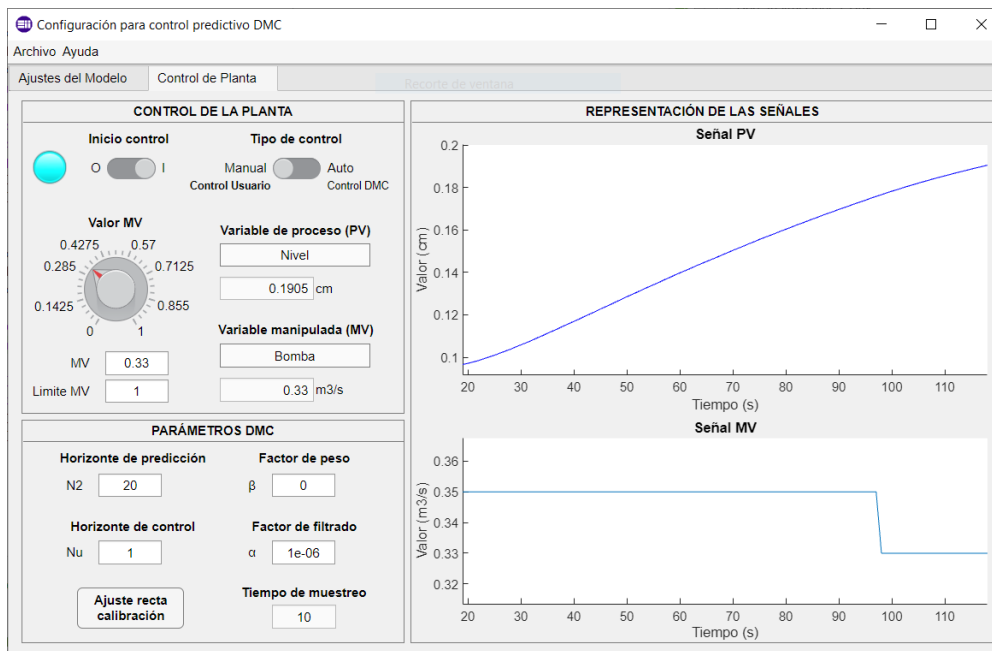 Configuración para control predictivo DMC
Archivo Ayuda
Ajustes del Modelo Control de Planta
Recorte de ventana
CONTROL DE LA PLANTA
Inicio control Tipo de control
O I Manual Auto
Control Usuario Control DMC
Valor MV
0 0.1425 0.285 0.4275 0.57 0.7125 0.855 1
MV 0.33
Limite MV 1
Variable de proceso (PV)
Nivel
0.1905 cm
Variable manipulada (MV)
Bomba
0.33 m3/s
PARÁMETROS DMC
Horizonte de predicción Factor de peso
N2 20 β 0
Horizonte de control Factor de filtrado
Nu 1 α 1e-06
Ajuste recta
calibración
Tiempo de muestreo
10
REPRESENTACIÓN DE LAS SEÑALES
Señal PV
Valor (cm)
0.2
0.18
0.16
0.14
0.12
0.1
20 30 40 50 60 70 80 90 100 110
Tiempo (s)
Señal MV
Valor (m3/s)
0.36
0.35
0.34
0.33
0.32
20 30 40 50 60 70 80 90 100 110
Tiempo (s)